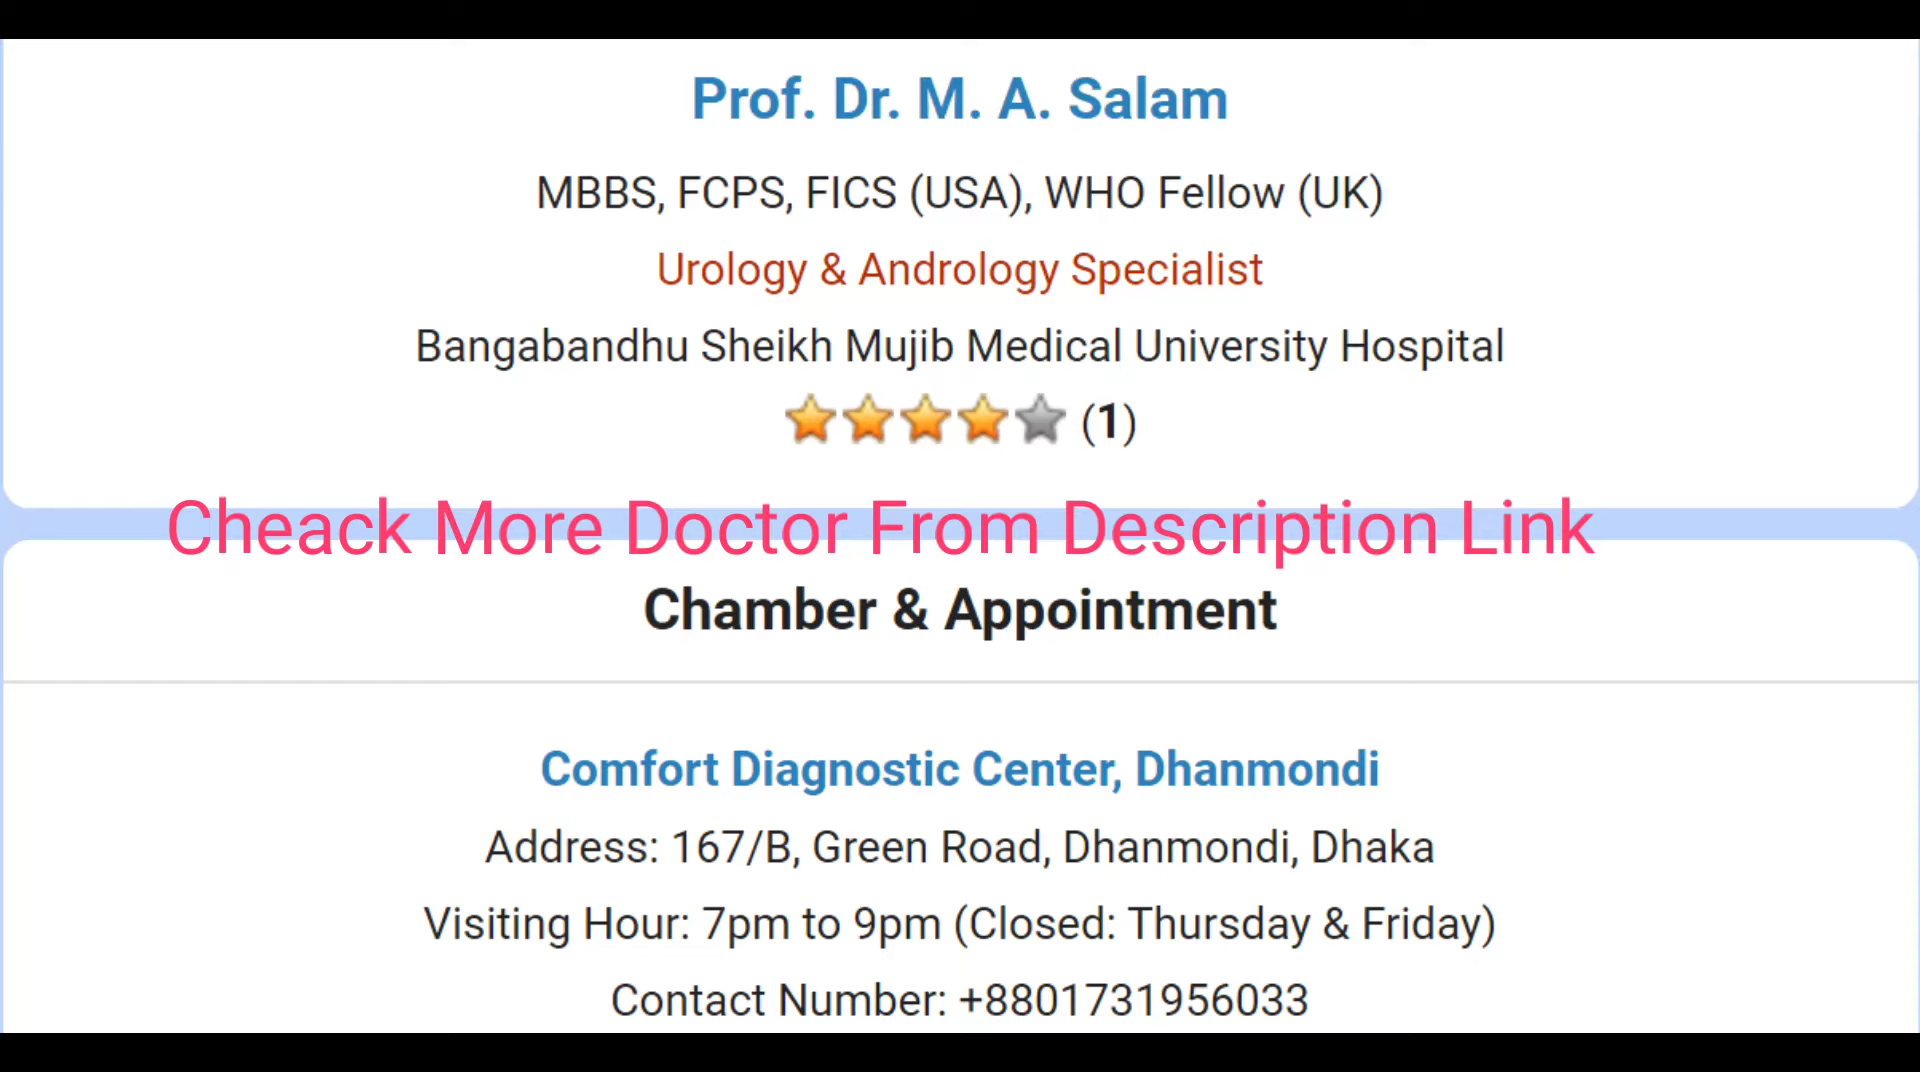 Prof. Dr. M. A. Salam
MBBS, FCPS, FICS (USA), WHO Fellow (UK)
Urology & Andrology Specialist
Bangabandhu Sheikh Mujib Medical University Hospital
(1)
Cheack More Doctor From Description Link
Chamber & Appointment
Comfort Diagnostic Center, Dhanmondi
Address: 167/B, Green Road, Dhanmondi, Dhaka
Visiting Hour: 7pm to 9pm (Closed: Thursday & Friday)
Contact Number: +8801731956033